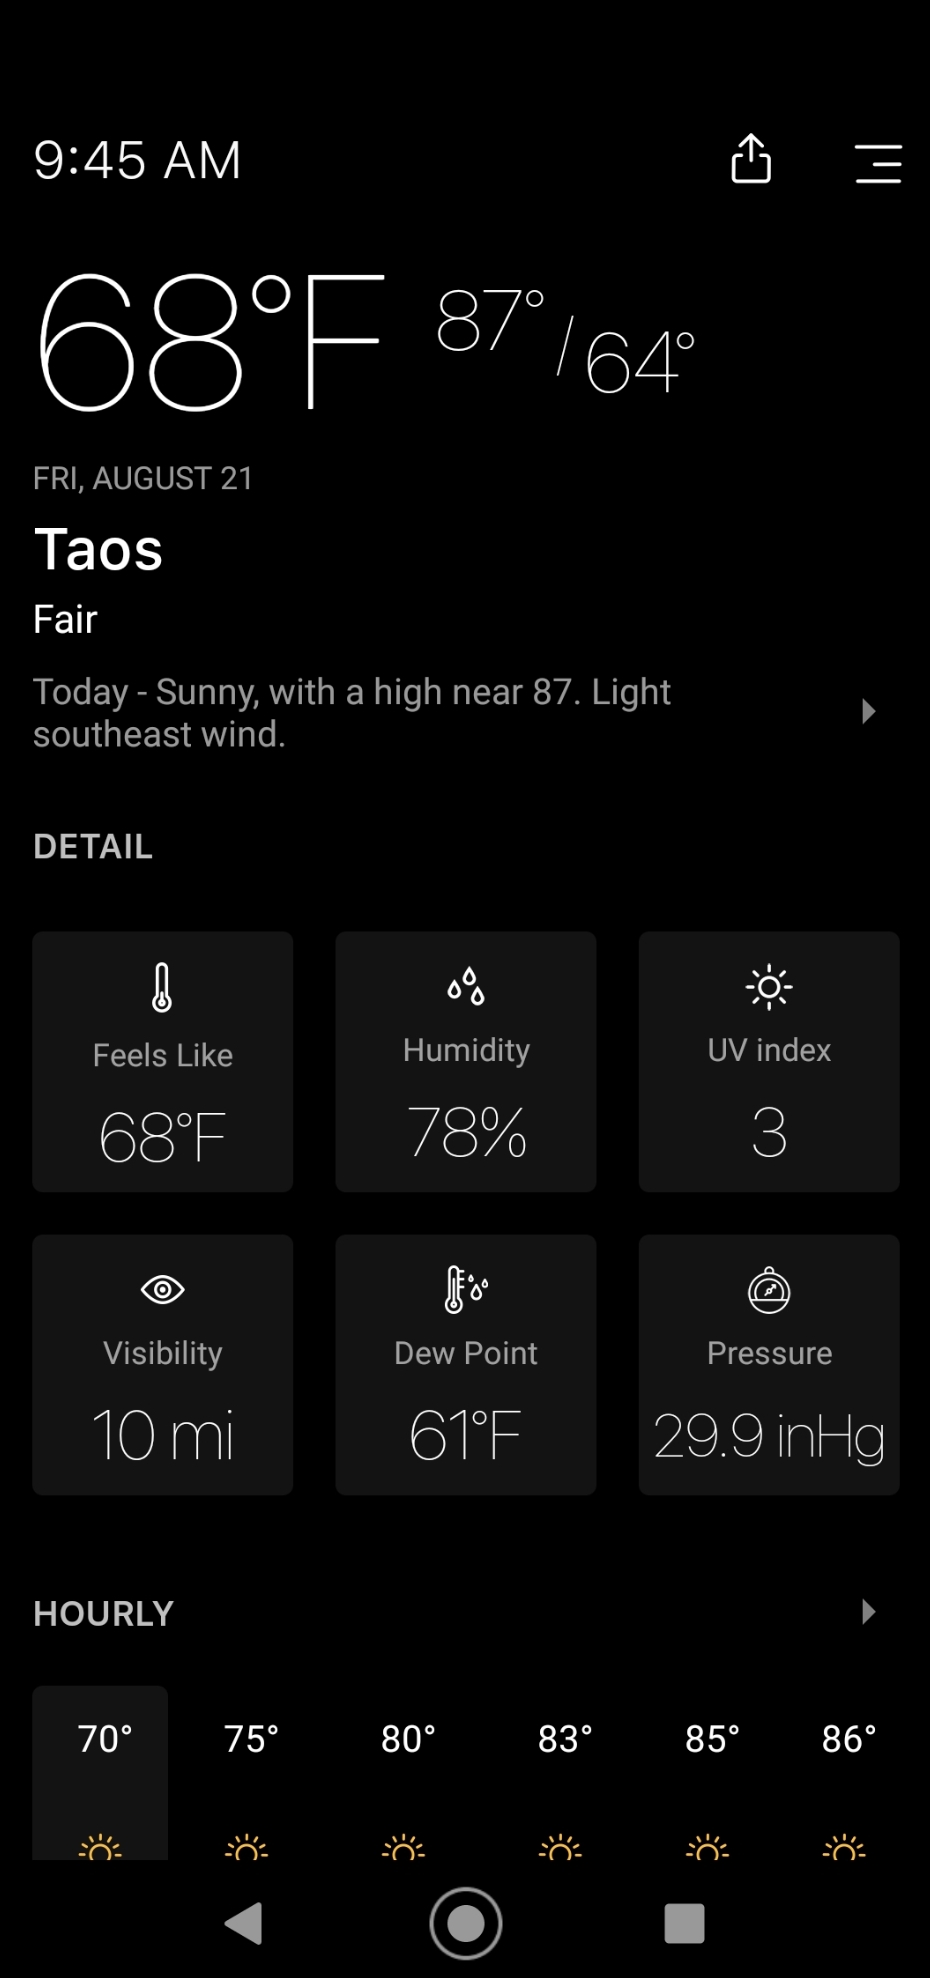 9:45 AM
68°F 87°/64°
FRI, AUGUST 21
Taos
Fair
Today - Sunny, with a high near 87. Light
southeast wind.
DETAIL
Feels Like
68°F
Humidity
78%
UV index
3
Visibility
10 mi
Dew Point
61°F
Pressure
29.9 inHg
HOURLY
70° 75° 80° 83° 85° 86°